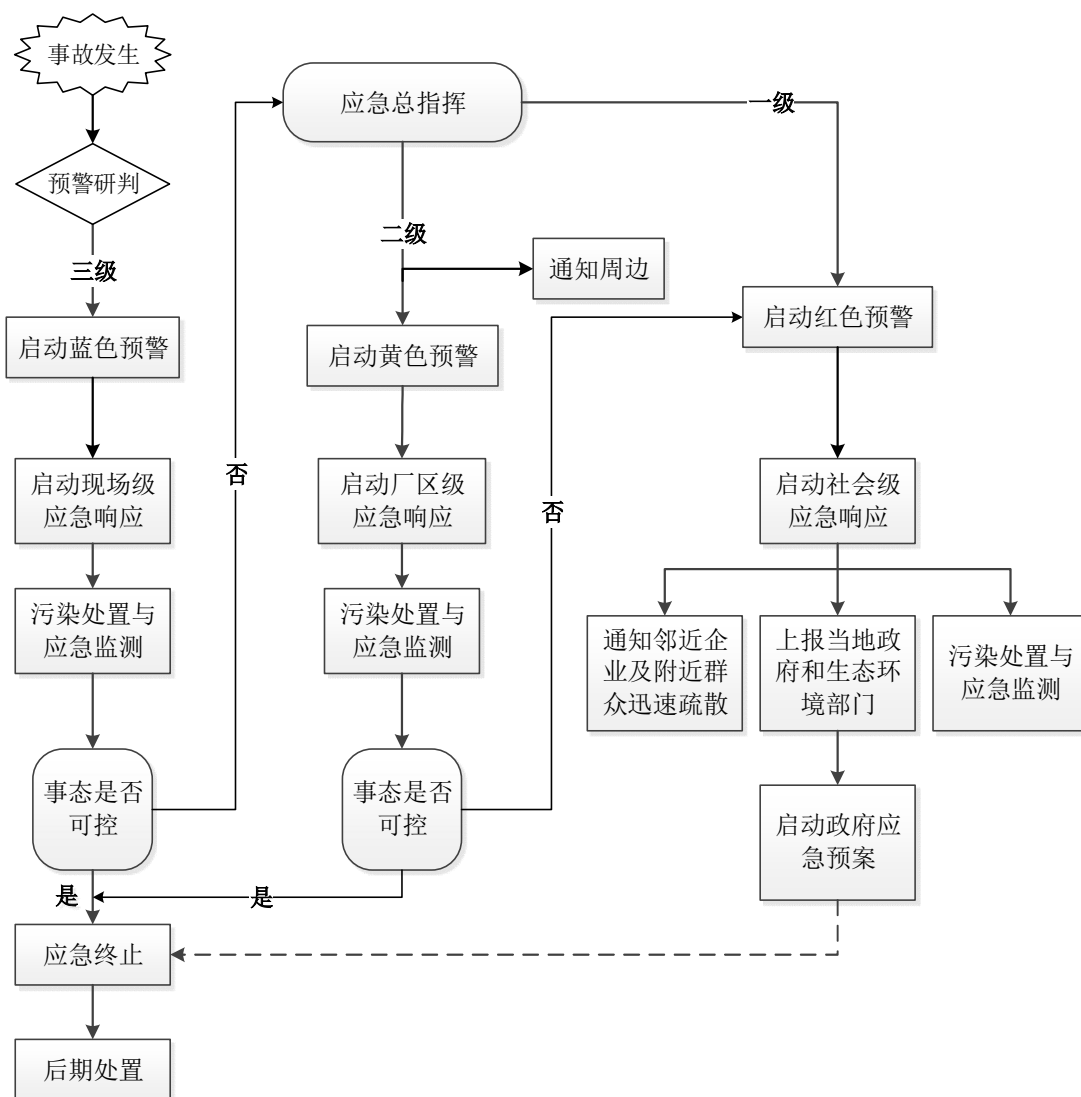 事故发生
应急总指挥
一级
预警研判
二级
三级
通知周边
启动蓝色预警
启动黄色预警
启动红色预警
启动现场级
应急响应
否
启动厂区级
应急响应
否
启动社会级
应急响应
污染处置与
应急监测
污染处置与
应急监测
通知邻近企
业及附近群
众迅速疏散
上报当地政
府和生态环
境部门
污染处置与
应急监测
事态是否
可控
事态是否
可控
启动政府应
急预案
是
是
应急终止
后期处置